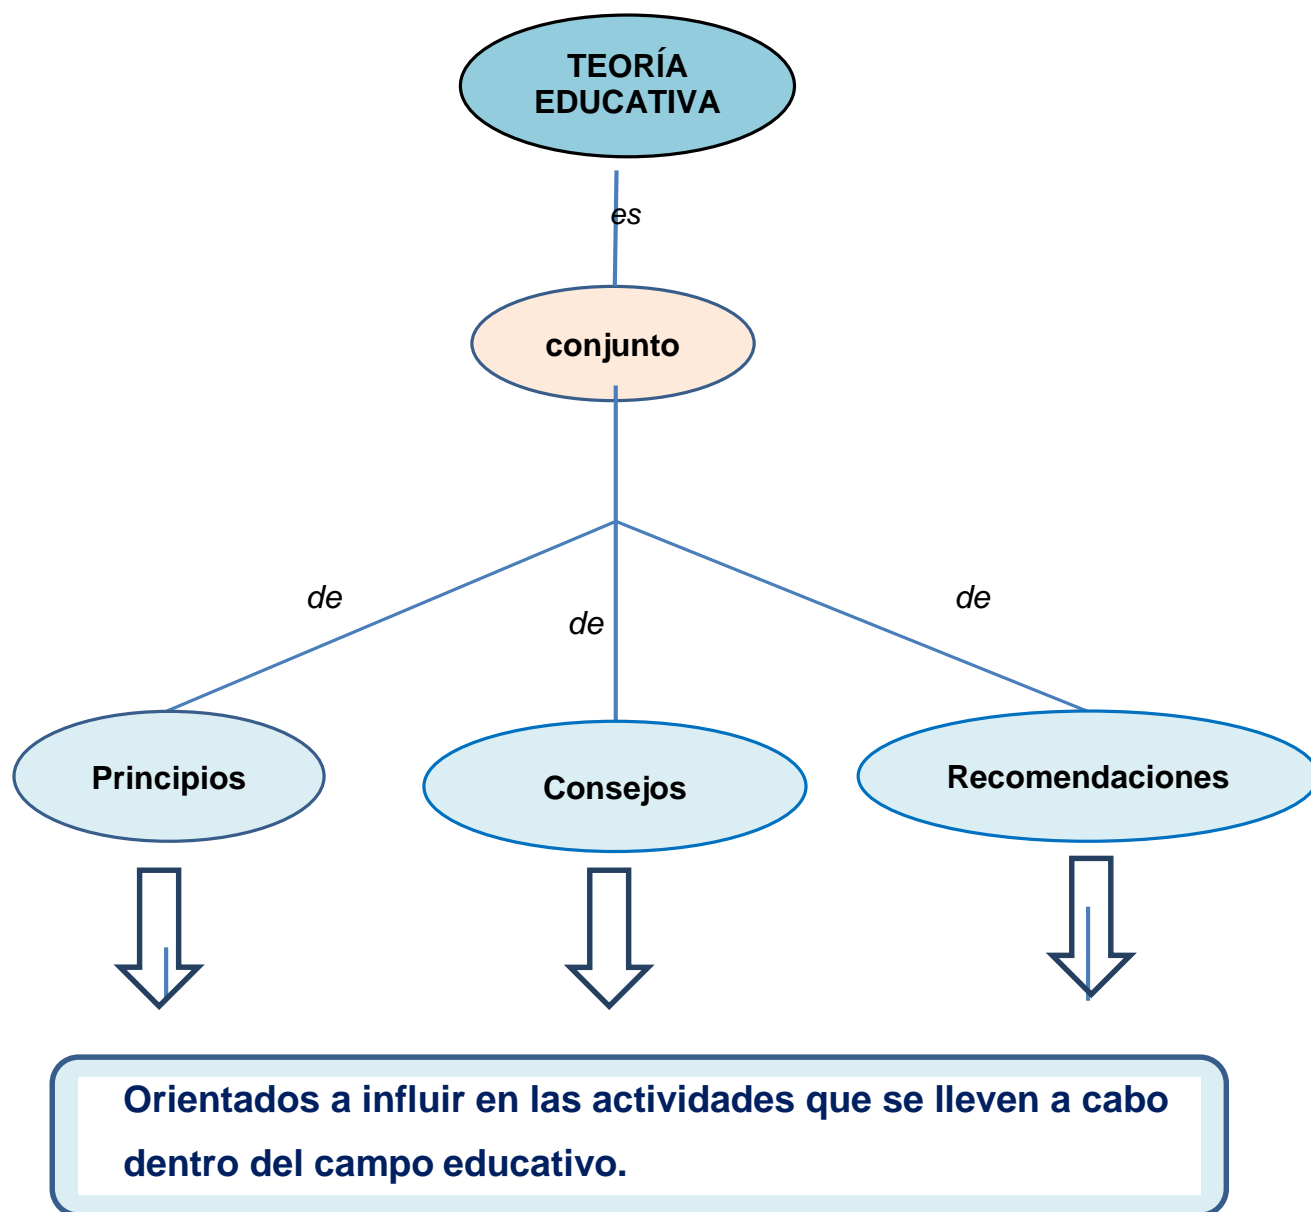 TEORÍA
EDUCATIVA
es
conjunto
de
de
de
Principios
Consejos
Recomendaciones
Orientados a influir en las actividades que se lleven a cabo
dentro del campo educativo.